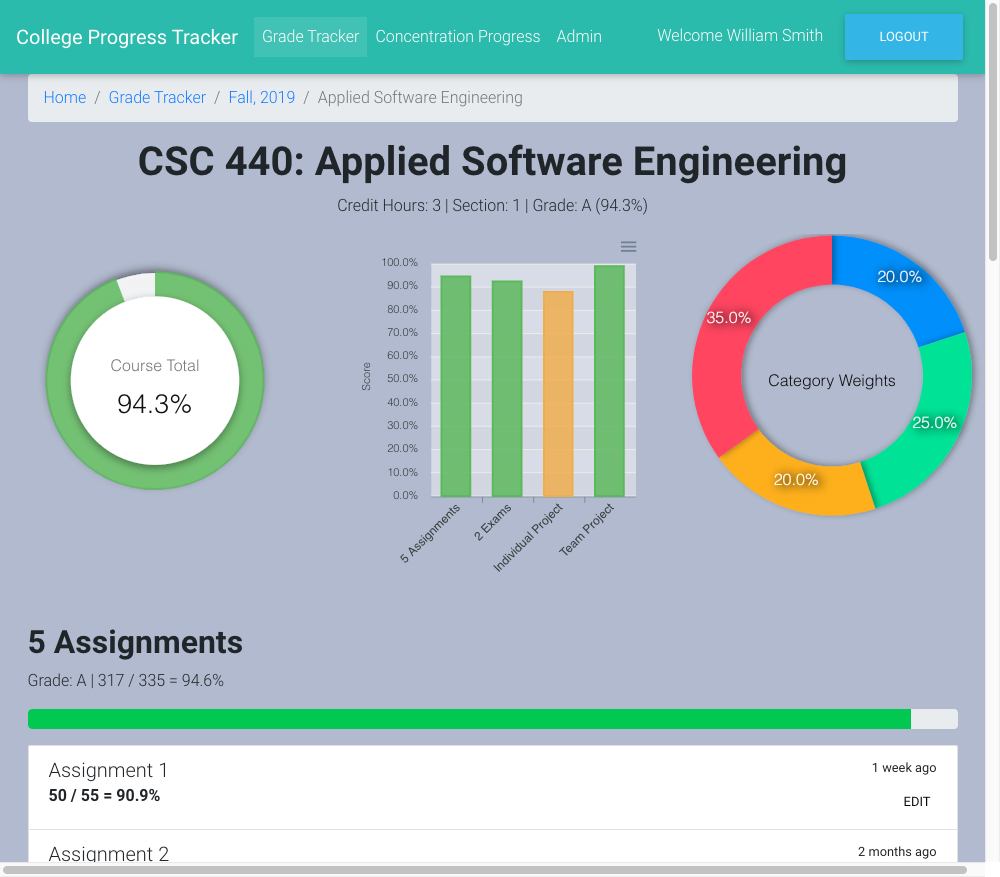 College Progress Tracker Grade Tracker Concentration Progress Admin Welcome William Smith LOGOUT
Home / Grade Tracker / Fall, 2019 / Applied Software Engineering
CSC 440: Applied Software Engineering
Credit Hours: 3 | Section: 1 | Grade: A (94.3%)
Course Total
94.3%
100.0%
90.0%
80.0%
70.0%
60.0%
50.0%
40.0%
30.0%
20.0%
10.0%
0.0%
Score
5 Assignments
2 Exams
Individual Project
Team Project
20.0%
35.0%
Category Weights
25.0%
20.0%
5 Assignments
Grade: A | 317 / 335 = 94.6%
Assignment 1 1 week ago
50 / 55 = 90.9% EDIT
Assignment 2 2 months ago